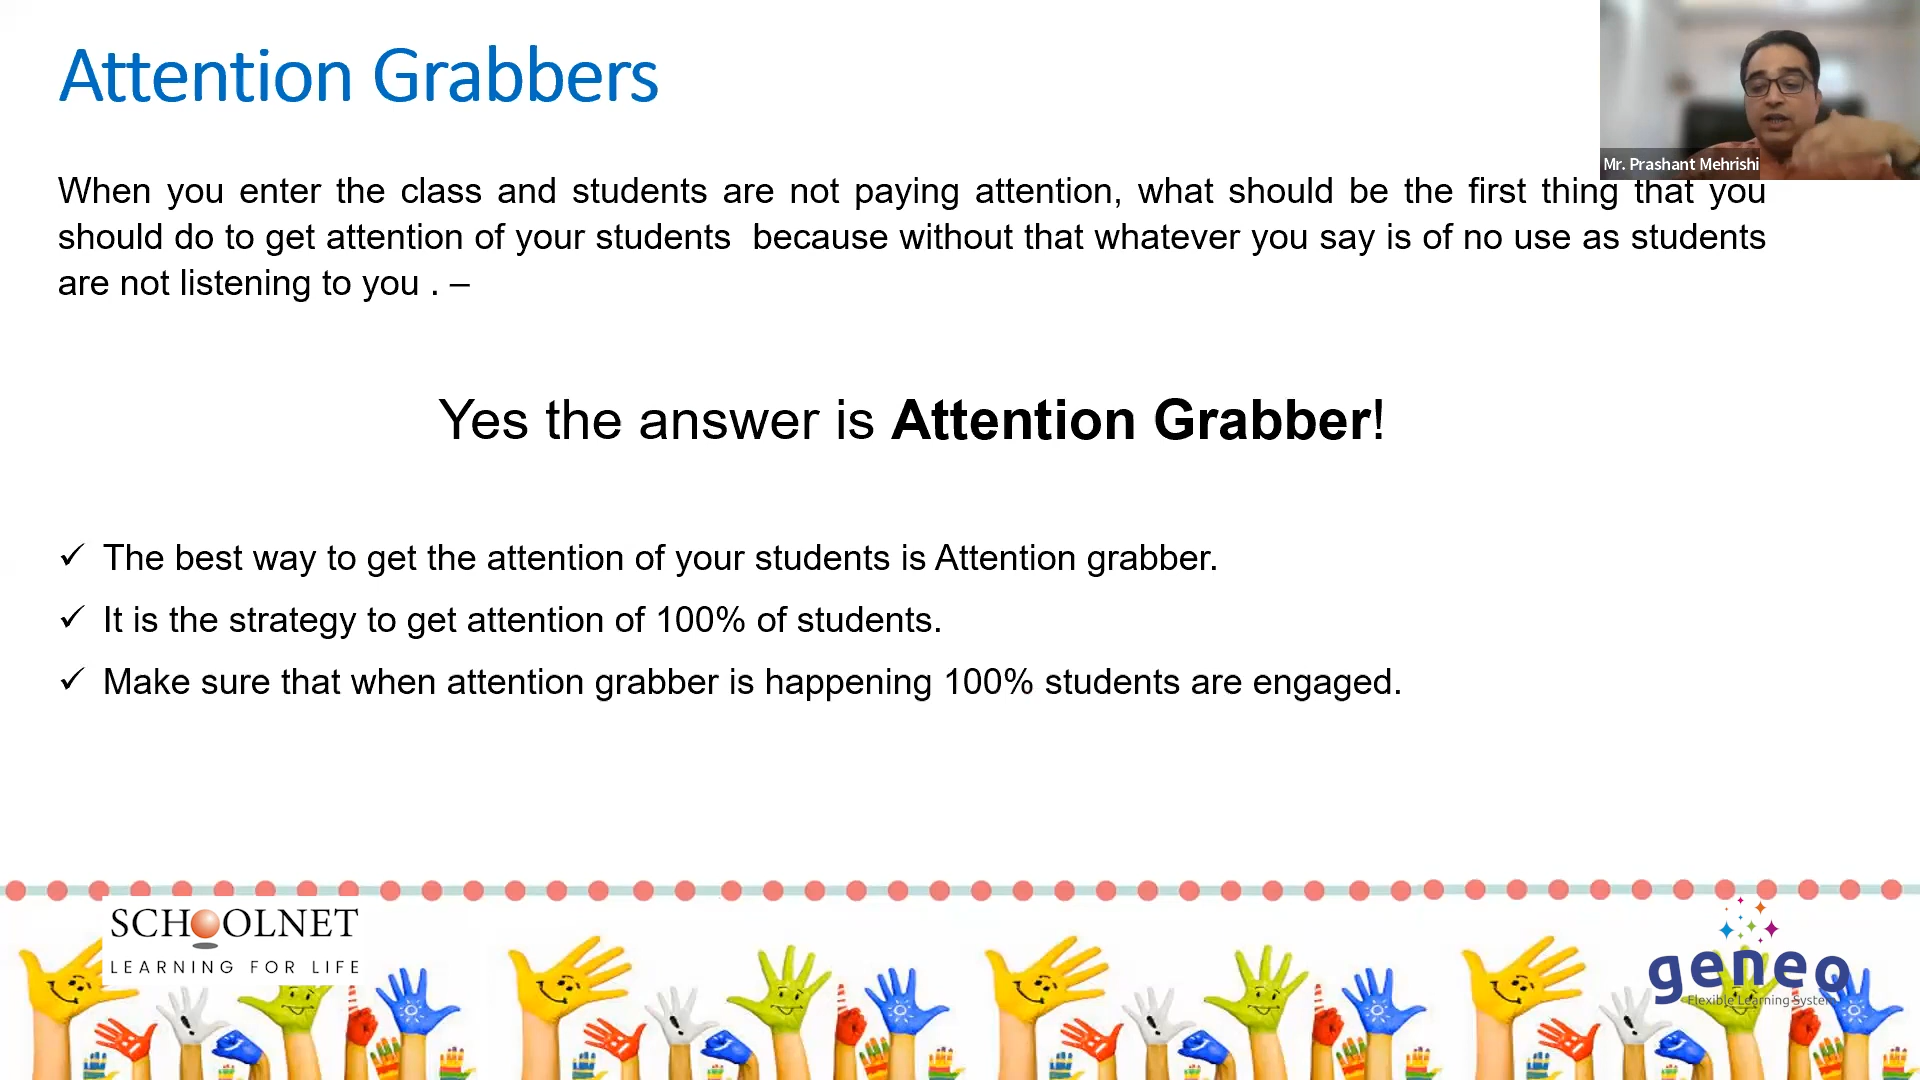 Attention Grabbers
Mr. Prashant Mehrishi
When you enter the class and students are not paying attention, what should be the first thing that you
should do to get attention of your students because without that whatever you say is of no use as students
are not listening to you . –
Yes the answer is Attention Grabber!
✓ The best way to get the attention of your students is Attention grabber.
✓ It is the strategy to get attention of 100% of students.
✓ Make sure that when attention grabber is happening 100% students are engaged.
SCHOOLNET
LEARNING FOR LIFE
geneo
Flexible Learning System